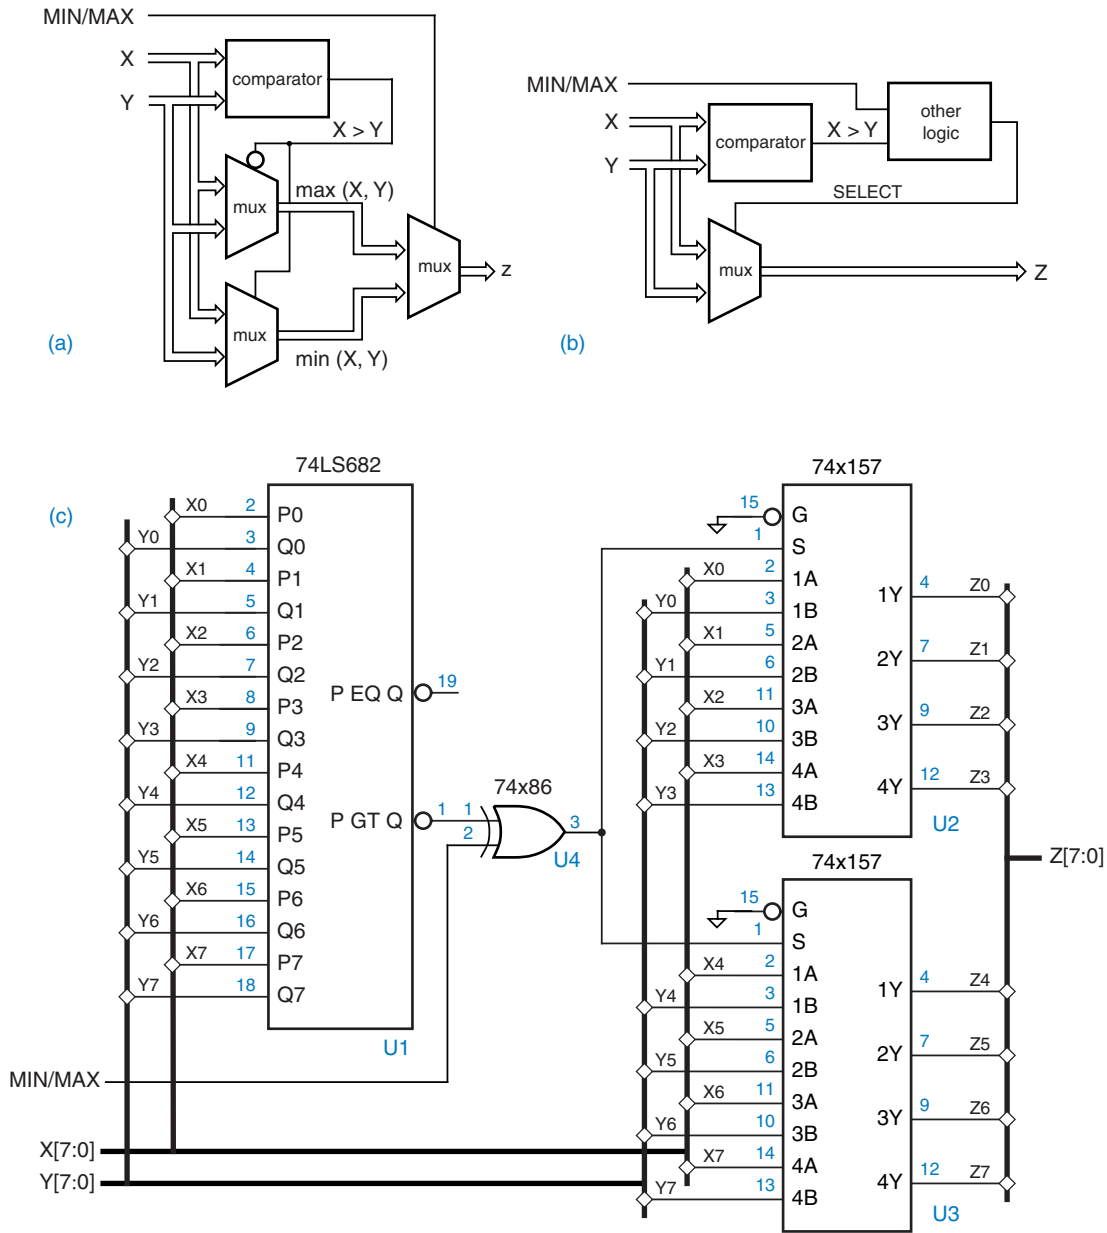 MIN/MAX
X
Y
comparator
X > Y
mux
max (X, Y)
mux
mux
z
min (X, Y)
(a)
MIN/MAX
X
Y
comparator
X > Y
other
logic
SELECT
mux
Z
(b)
(c)
74LS682
X0 2 P0
Y0 3 Q0
X1 4 P1
Y1 5 Q1
X2 6 P2
Y2 7 Q2
X3 8 P3
Y3 9 Q3
X4 11 P4
Y4 12 Q4
X5 13 P5
Y5 14 Q5
X6 15 P6
Y6 16 Q6
X7 17 P7
Y7 18 Q7
P EQ Q 19
P GT Q 1
U1
74x86
1
2
3
U4
MIN/MAX
X[7:0]
Y[7:0]
74x157
15 G
1 S
X0 2 1A
Y0 3 1B
X1 5 2A
Y1 6 2B
X2 11 3A
Y2 10 3B
X3 14 4A
Y3 13 4B
1Y 4 Z0
2Y 7 Z1
3Y 9 Z2
4Y 12 Z3
U2
74x157
15 G
1 S
X4 2 1A
Y4 3 1B
X5 5 2A
Y5 6 2B
X6 11 3A
Y6 10 3B
X7 14 4A
Y7 13 4B
1Y 4 Z4
2Y 7 Z5
3Y 9 Z6
4Y 12 Z7
U3
Z[7:0]